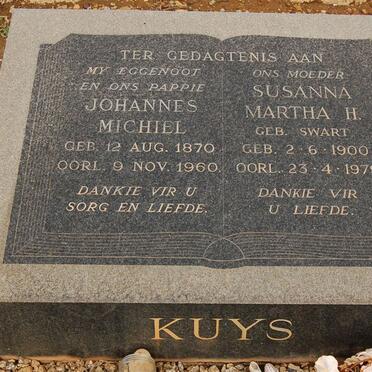 TER GEDAGTENIS AAN
MY EGGENOOT
EN ONS PAPPIE
JOHANNES
MICHIEL
GEB. 12 AUG. 1870
OORL. 9 NOV. 1960.
DANKIE VIR U
SORG EN LIEFDE.
ONS MOEDER
SUSANNA
MARTHA H.
GEB. SWART
GEB. 2-6-1900
OORL. 23-4-1979
DANKIE VIR
U LIEFDE.
KUYS